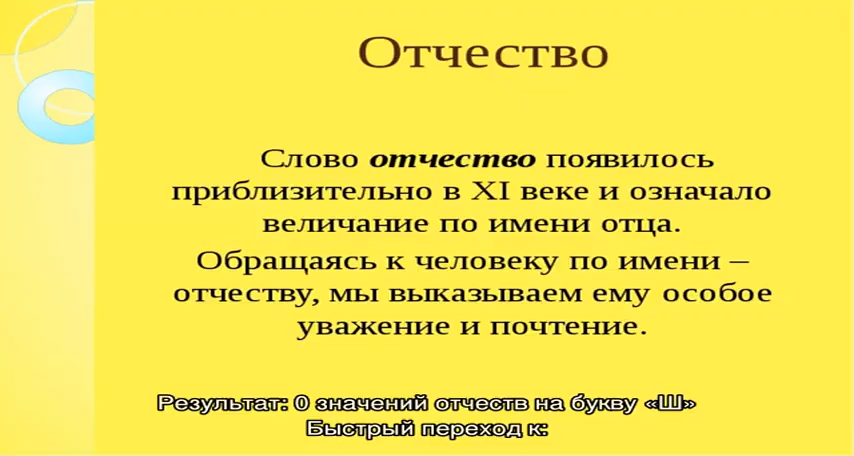 Отчество
Слово отчество появилось
приблизительно в XI веке и означало
величание по имени отца.
Обращаясь к человеку по имени –
отчеству, мы выказываем ему особое
уважение и почтение.
Результат: 0 значений отчеств на букву «Ш»
Быстрый переход к: